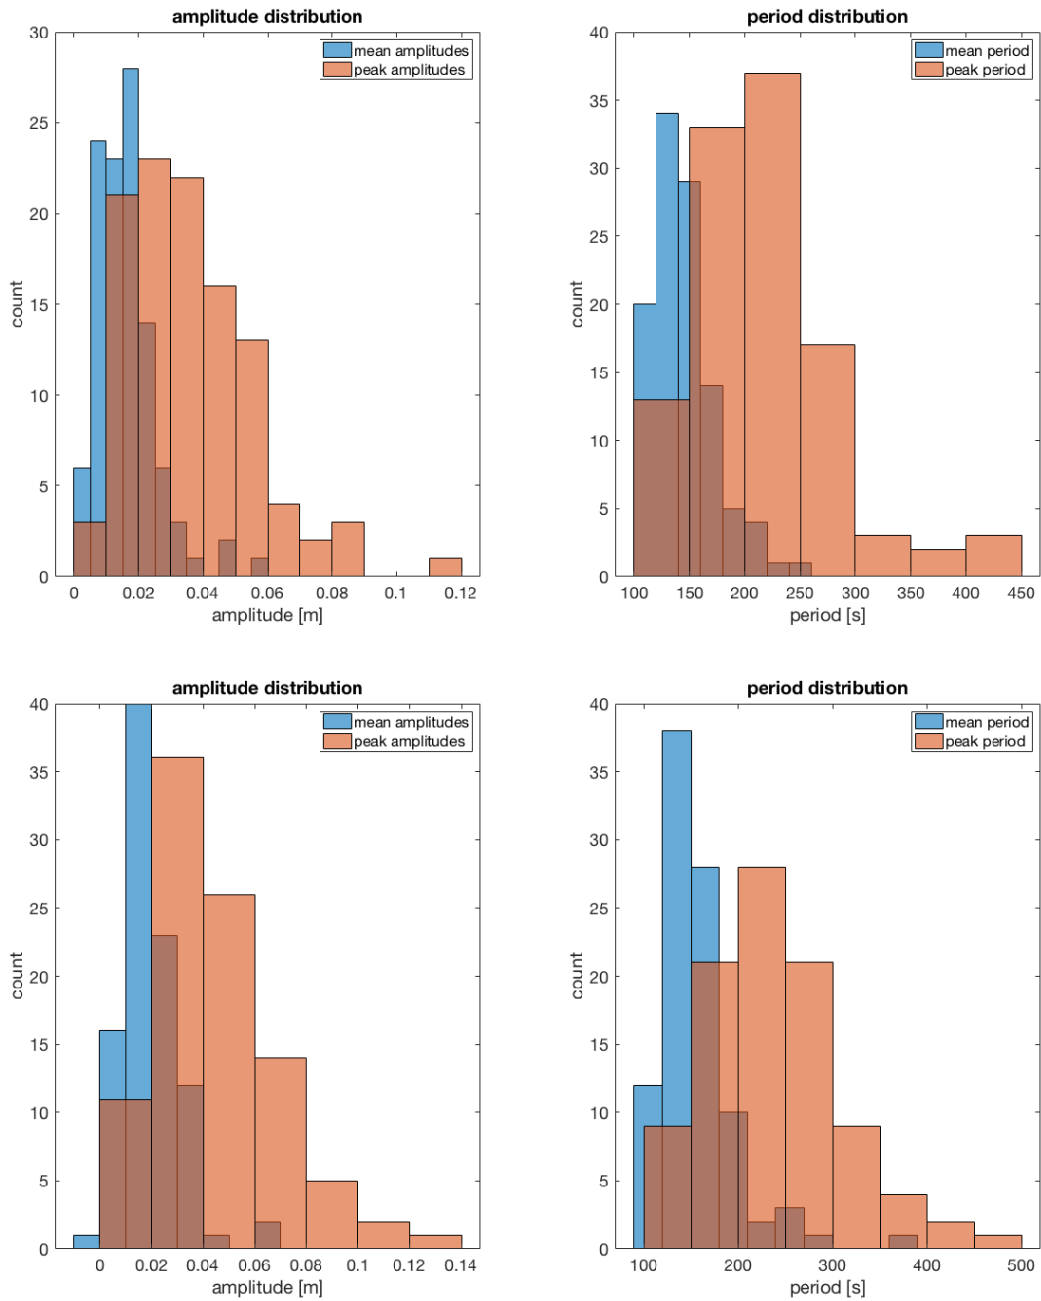 amplitude distribution
mean amplitudes
peak amplitudes
30
25
20
15
10
5
0
count
0 0.02 0.04 0.06 0.08 0.1 0.12
amplitude [m]
period distribution
mean period
peak period
40
35
30
25
20
15
10
5
0
count
100 150 200 250 300 350 400 450
period [s]
amplitude distribution
mean amplitudes
peak amplitudes
40
35
30
25
20
15
10
5
0
count
0 0.02 0.04 0.06 0.08 0.1 0.12 0.14
amplitude [m]
period distribution
mean period
peak period
40
35
30
25
20
15
10
5
0
count
100 200 300 400 500
period [s]